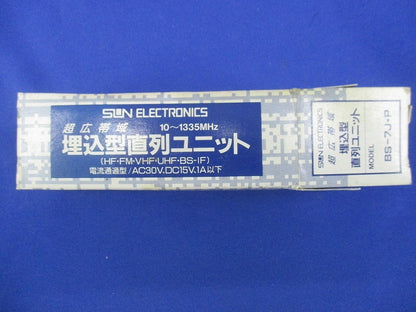 SUN ELECTRONICS
超広帯域 10～1335MHz
埋込型直列ユニット
(HF・FM・VHF・UHF・BS-IF)
電流通過型/AC30V.DC15V.1A以下
SUN ELECTRONICS
超広帯域
埋込型
直列ユニット
MODEL
BS-7J-P